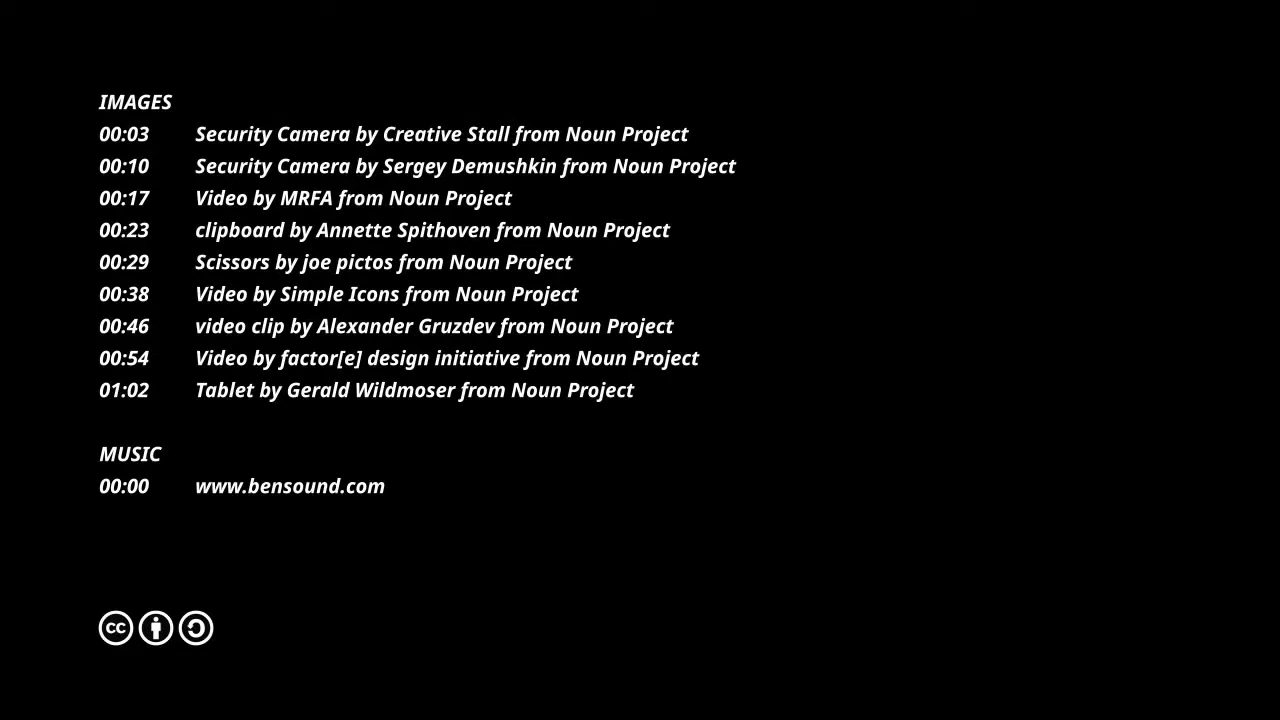 IMAGES
00:03 Security Camera by Creative Stall from Noun Project
00:10 Security Camera by Sergey Demushkin from Noun Project
00:17 Video by MRFA from Noun Project
00:23 clipboard by Annette Spithoven from Noun Project
00:29 Scissors by joe pictos from Noun Project
00:38 Video by Simple Icons from Noun Project
00:46 video clip by Alexander Gruzdev from Noun Project
00:54 Video by factor[e] design initiative from Noun Project
01:02 Tablet by Gerald Wildmoser from Noun Project
MUSIC
00:00 www.bensound.com
cc